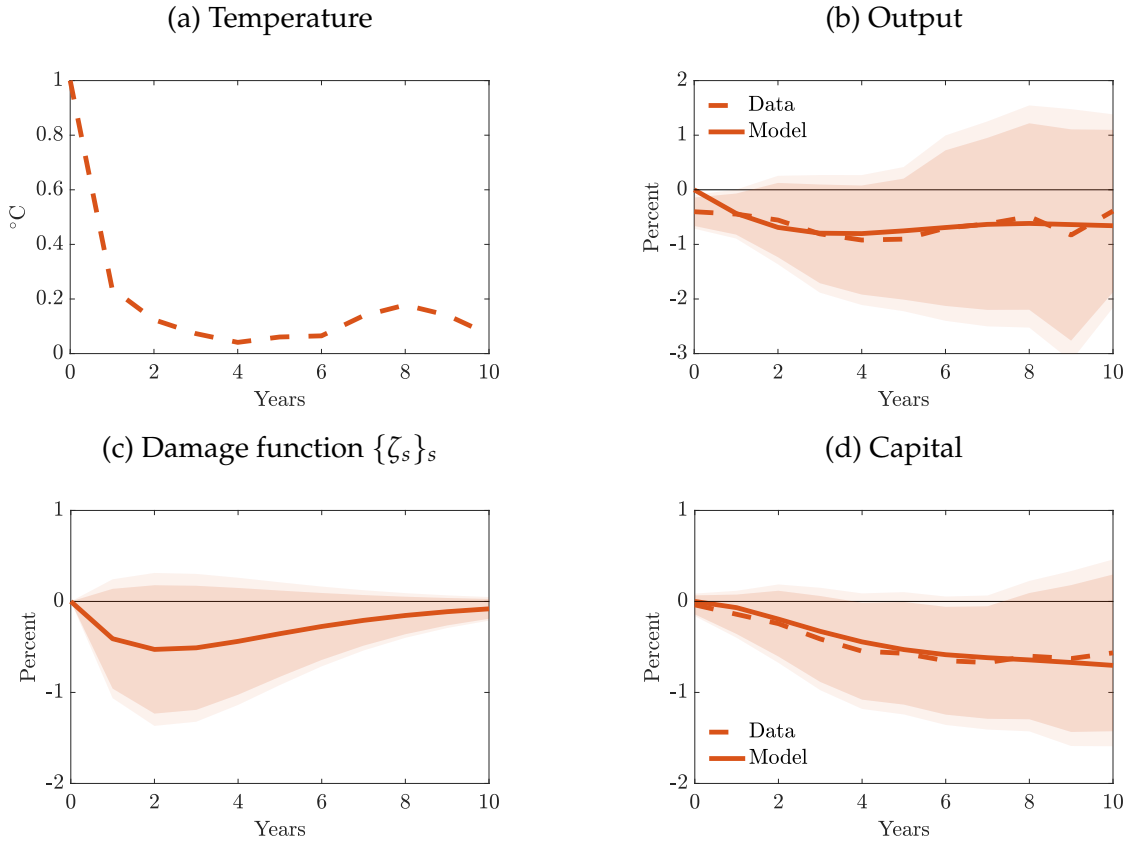 (a) Temperature
1
0.8
0.6
0.4
0.2
0
°C
0 2 4 6 8 10
Years
(b) Output
2
1
0
-1
-2
-3
Percent
Data
Model
0 2 4 6 8 10
Years
(c) Damage function {ζₛ}ₛ
1
0
-1
-2
Percent
0 2 4 6 8 10
Years
(d) Capital
1
0
-1
-2
Percent
Data
Model
0 2 4 6 8 10
Years